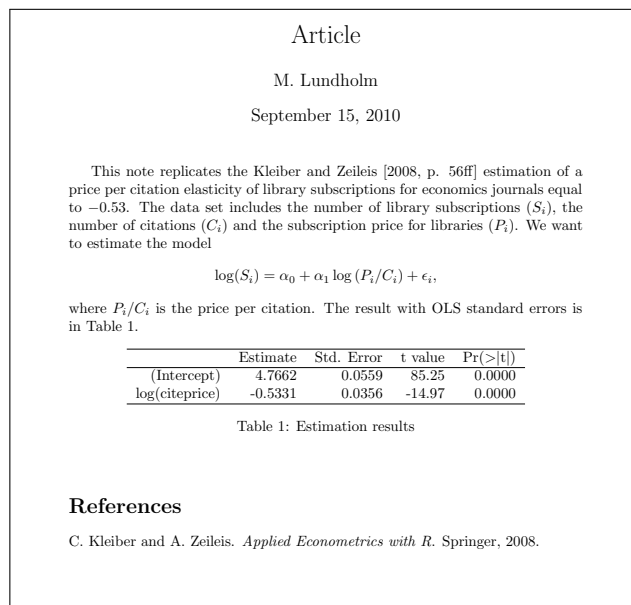 Article
M. Lundholm
September 15, 2010
This note replicates the Kleiber and Zeileis [2008, p. 56ff] estimation of a
price per citation elasticity of library subscriptions for economics journals equal
to −0.53. The data set includes the number of library subscriptions (Sᵢ), the
number of citations (Cᵢ) and the subscription price for libraries (Pᵢ). We want
to estimate the model
log(Sᵢ) = α₀ + α₁ log (Pᵢ/Cᵢ) + ϵᵢ,
where Pᵢ/Cᵢ is the price per citation. The result with OLS standard errors is
in Table 1.
Estimate Std. Error t value Pr(>|t|)
(Intercept) 4.7662 0.0559 85.25 0.0000
log(citeprice) -0.5331 0.0356 -14.97 0.0000
Table 1: Estimation results
References
C. Kleiber and A. Zeileis. Applied Econometrics with R. Springer, 2008.